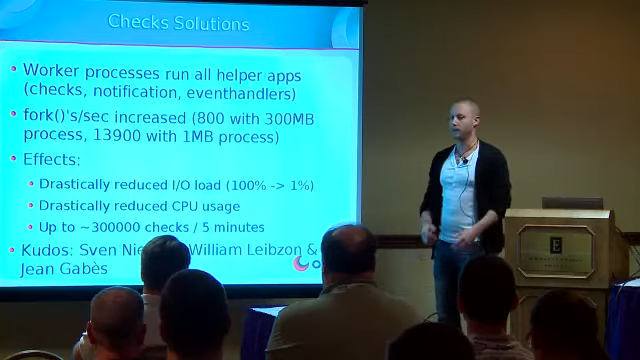 Checks Solutions
Worker processes run all helper apps
(checks, notification, eventhandlers)
fork()'s/sec increased (800 with 300MB
process, 13900 with 1MB process)
Effects:
Drastically reduced I/O load (100% -> 1%)
Drastically reduced CPU usage
Up to ~300000 checks / 5 minutes
Kudos: Sven William Leibzon &
Jean Gabès
E